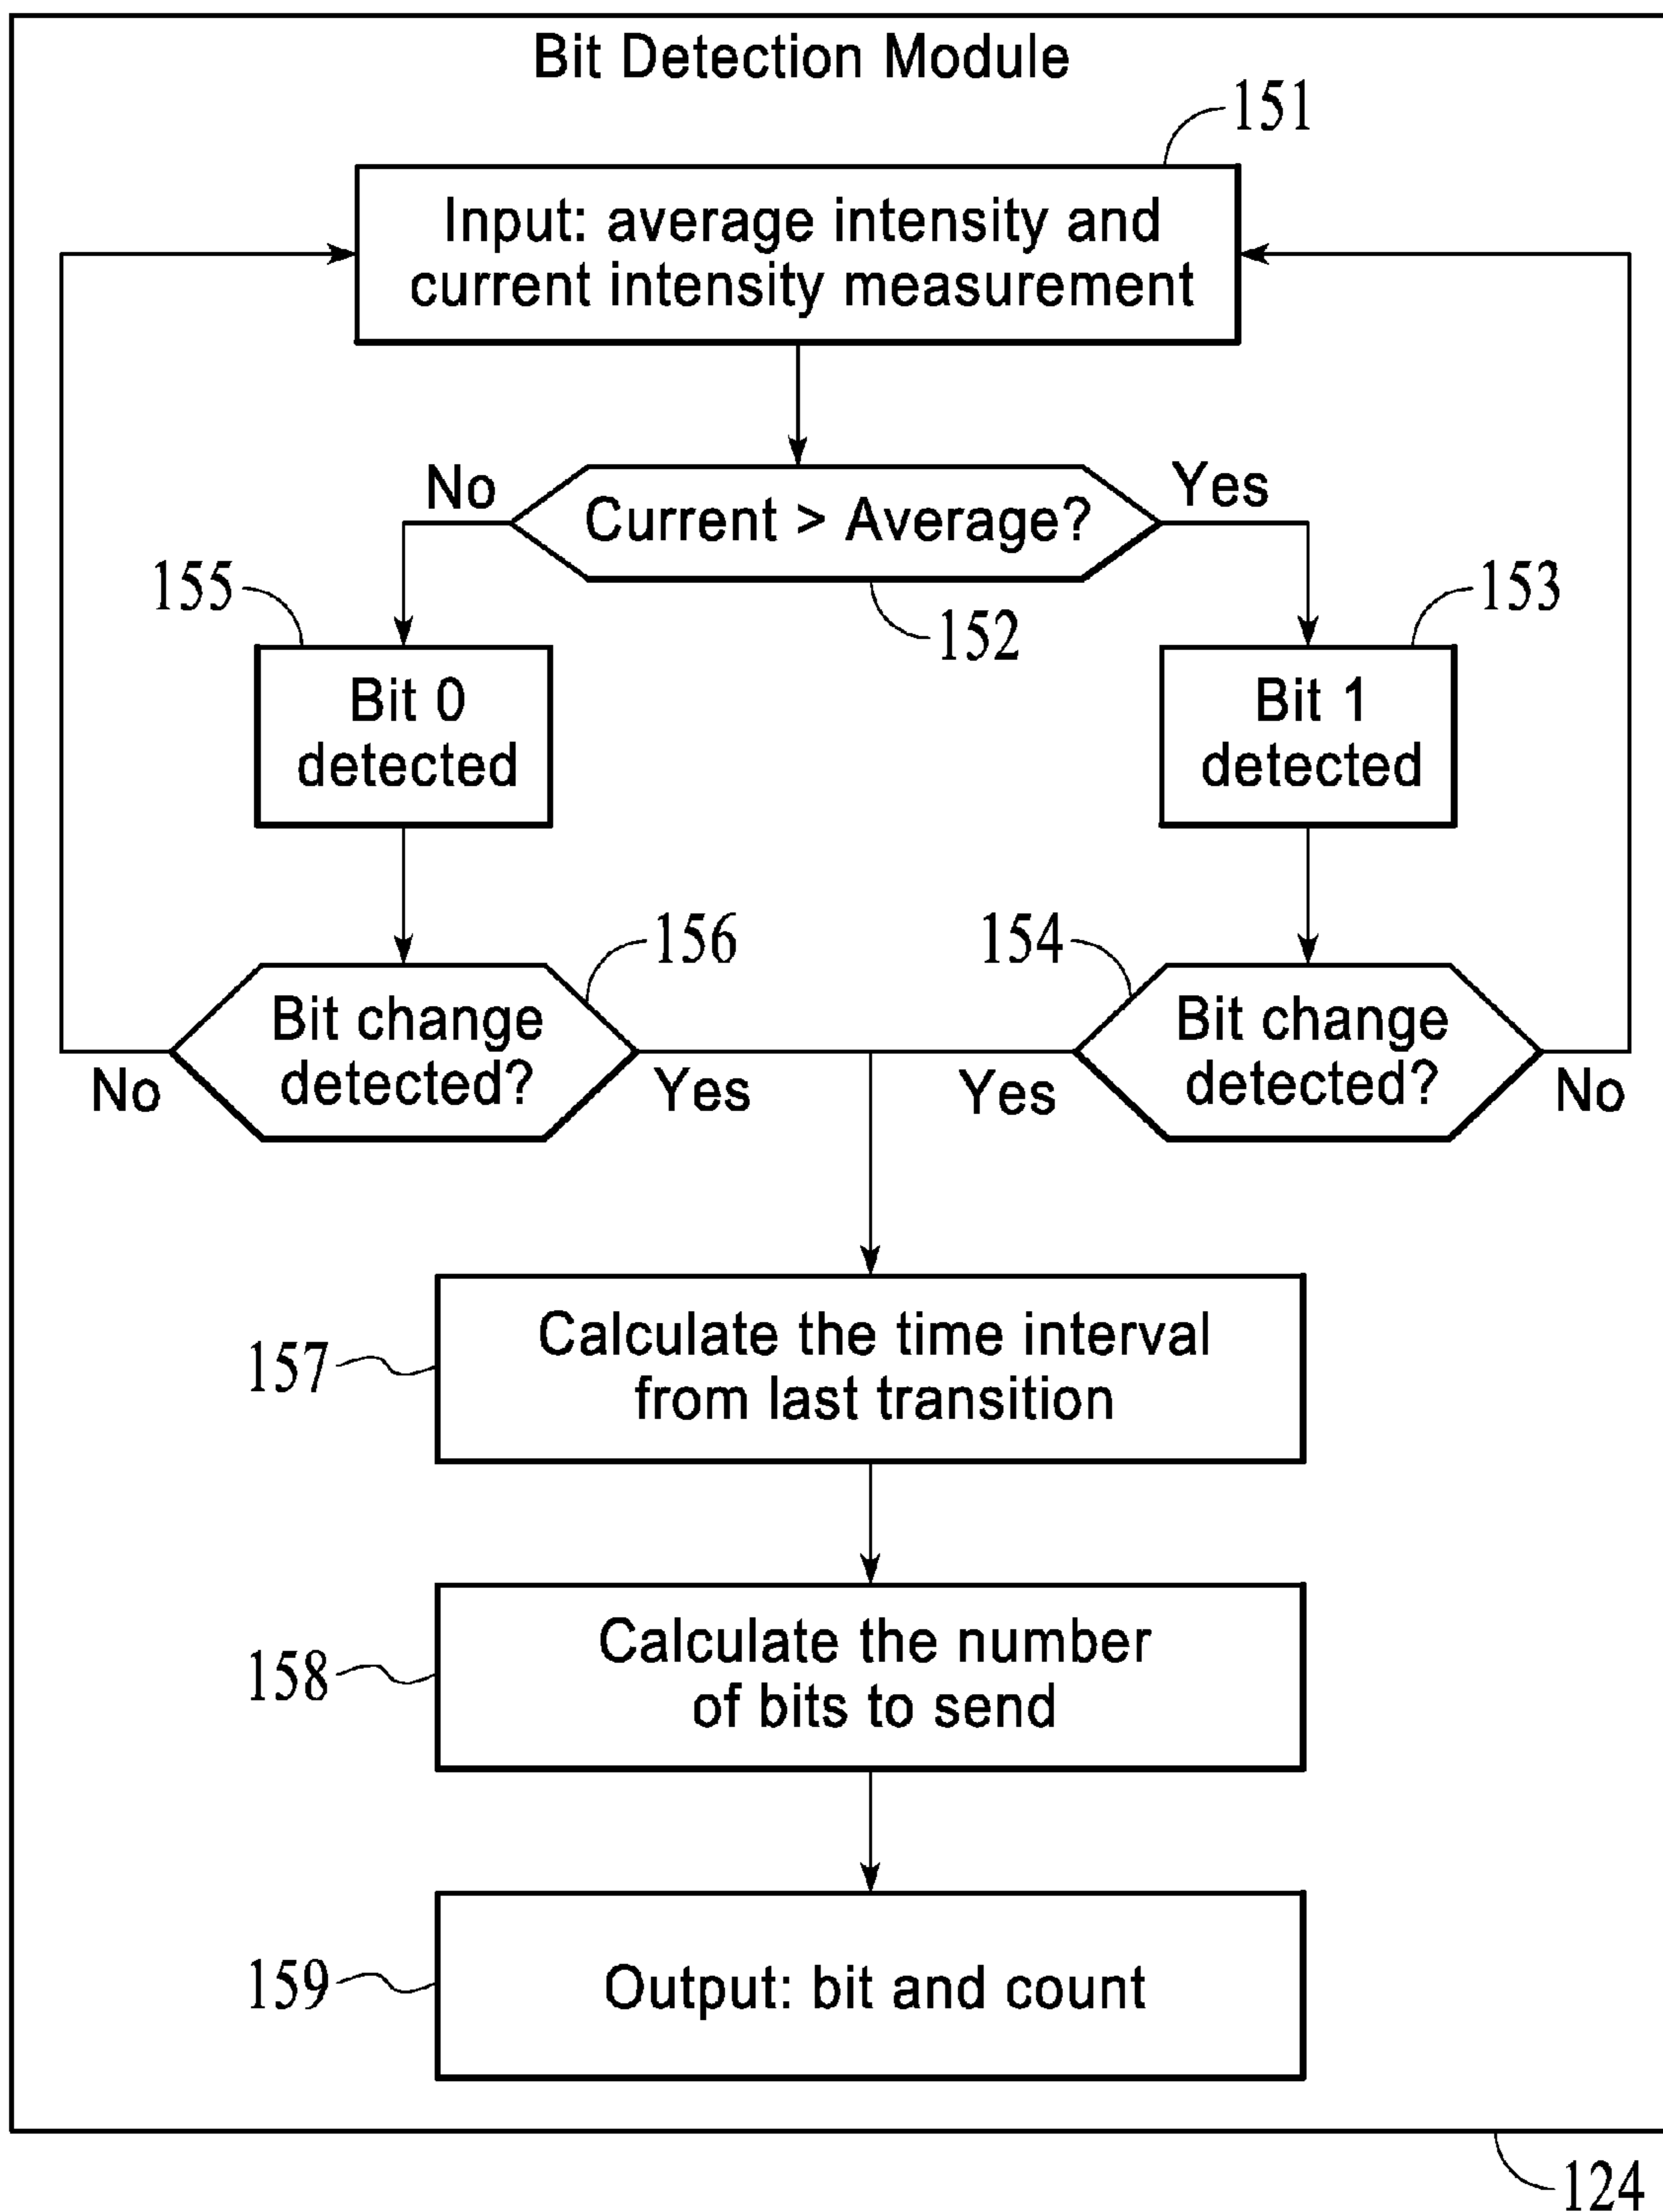 Bit Detection Module
151
Input: average intensity and
current intensity measurement
No
Yes
Current > Average?
155
153
152
Bit 0
detected
Bit 1
detected
156
154
Bit change
detected?
Bit change
detected?
No
Yes
Yes
No
157
Calculate the time interval
from last transition
158
Calculate the number
of bits to send
159
Output: bit and count
124